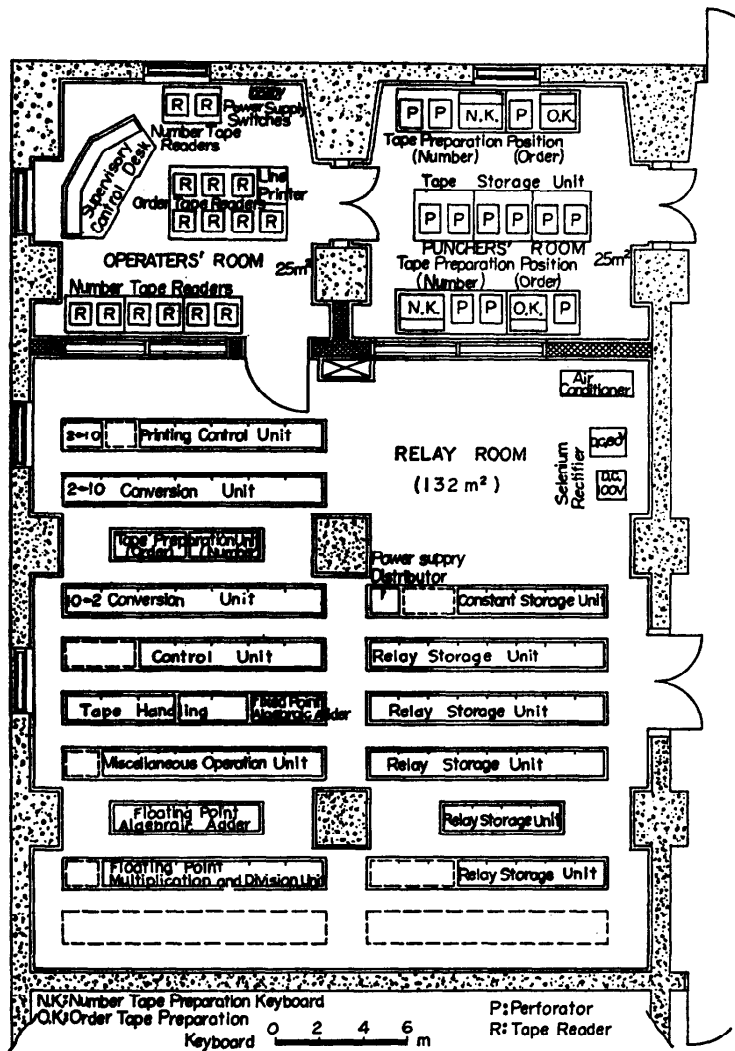 R R
Power Supply
Switches
Number Tape
Readers
Supervisory
Control Desk
R R R
Line
Printer
Order Tape Readers
R R R R
OPERATERS' ROOM
25m²
Number Tape Readers
R R R R R R
P P N.K. P O.K.
Tape Preparation Position
(Number) (Order)
Tape Storage Unit
P P P P P P
PUNCHERS' ROOM
25m²
Tape Preparation Position
(Number) (Order)
N.K. P P O.K. P
Air
Conditioner
RELAY ROOM
(132 m²)
Selenium
Rectifier
D.C.60V
D.C.
100V
Printing Control Unit
2→10 Conversion Unit
Tape Preparation Unit
(Order) (Number)
Power supply
Distributor
10→2 Conversion Unit
Constant Storage Unit
Control Unit
Relay Storage Unit
Tape Handling
Fixed Point
Algebraic Adder
Relay Storage Unit
Miscellaneous Operation Unit
Relay Storage Unit
Floating Point
Algenraic Adder
Relay Storage Unit
Floating Point
Multiplication and Division Unit
Relay Storage Unit
N.K:Number Tape Preparation Keyboard
O.K:Order Tape Preparation
Keyboard
0 2 4 6 m
P:Perforator
R:Tape Reader